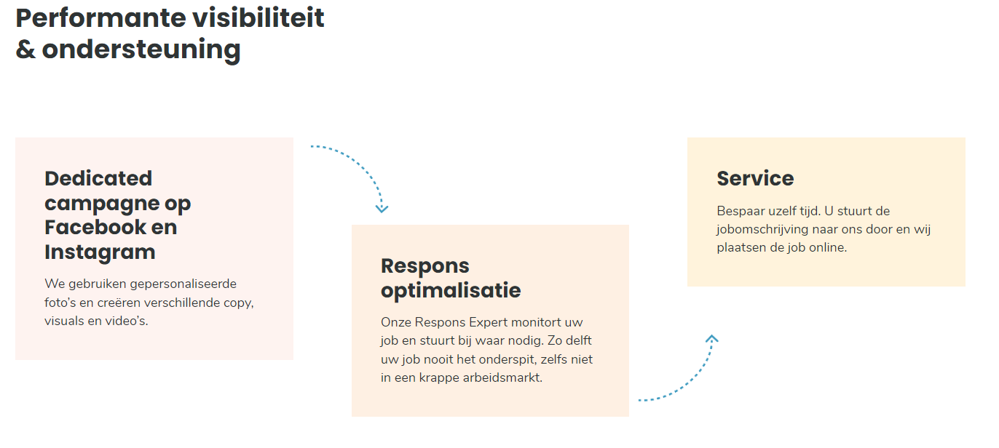 Performante visibiliteit
& ondersteuning
Dedicated
campagne op
Facebook en
Instagram
We gebruiken gepersonaliseerde
foto's en creëren verschillende copy,
visuals en video's.
Respons
optimalisatie
Onze Respons Expert monitort uw
job en stuurt bij waar nodig. Zo delft
uw job nooit het onderspit, zelfs niet
in een krappe arbeidsmarkt.
Service
Bespaar uzelf tijd. U stuurt de
jobomschrijving naar ons door en wij
plaatsen de job online.